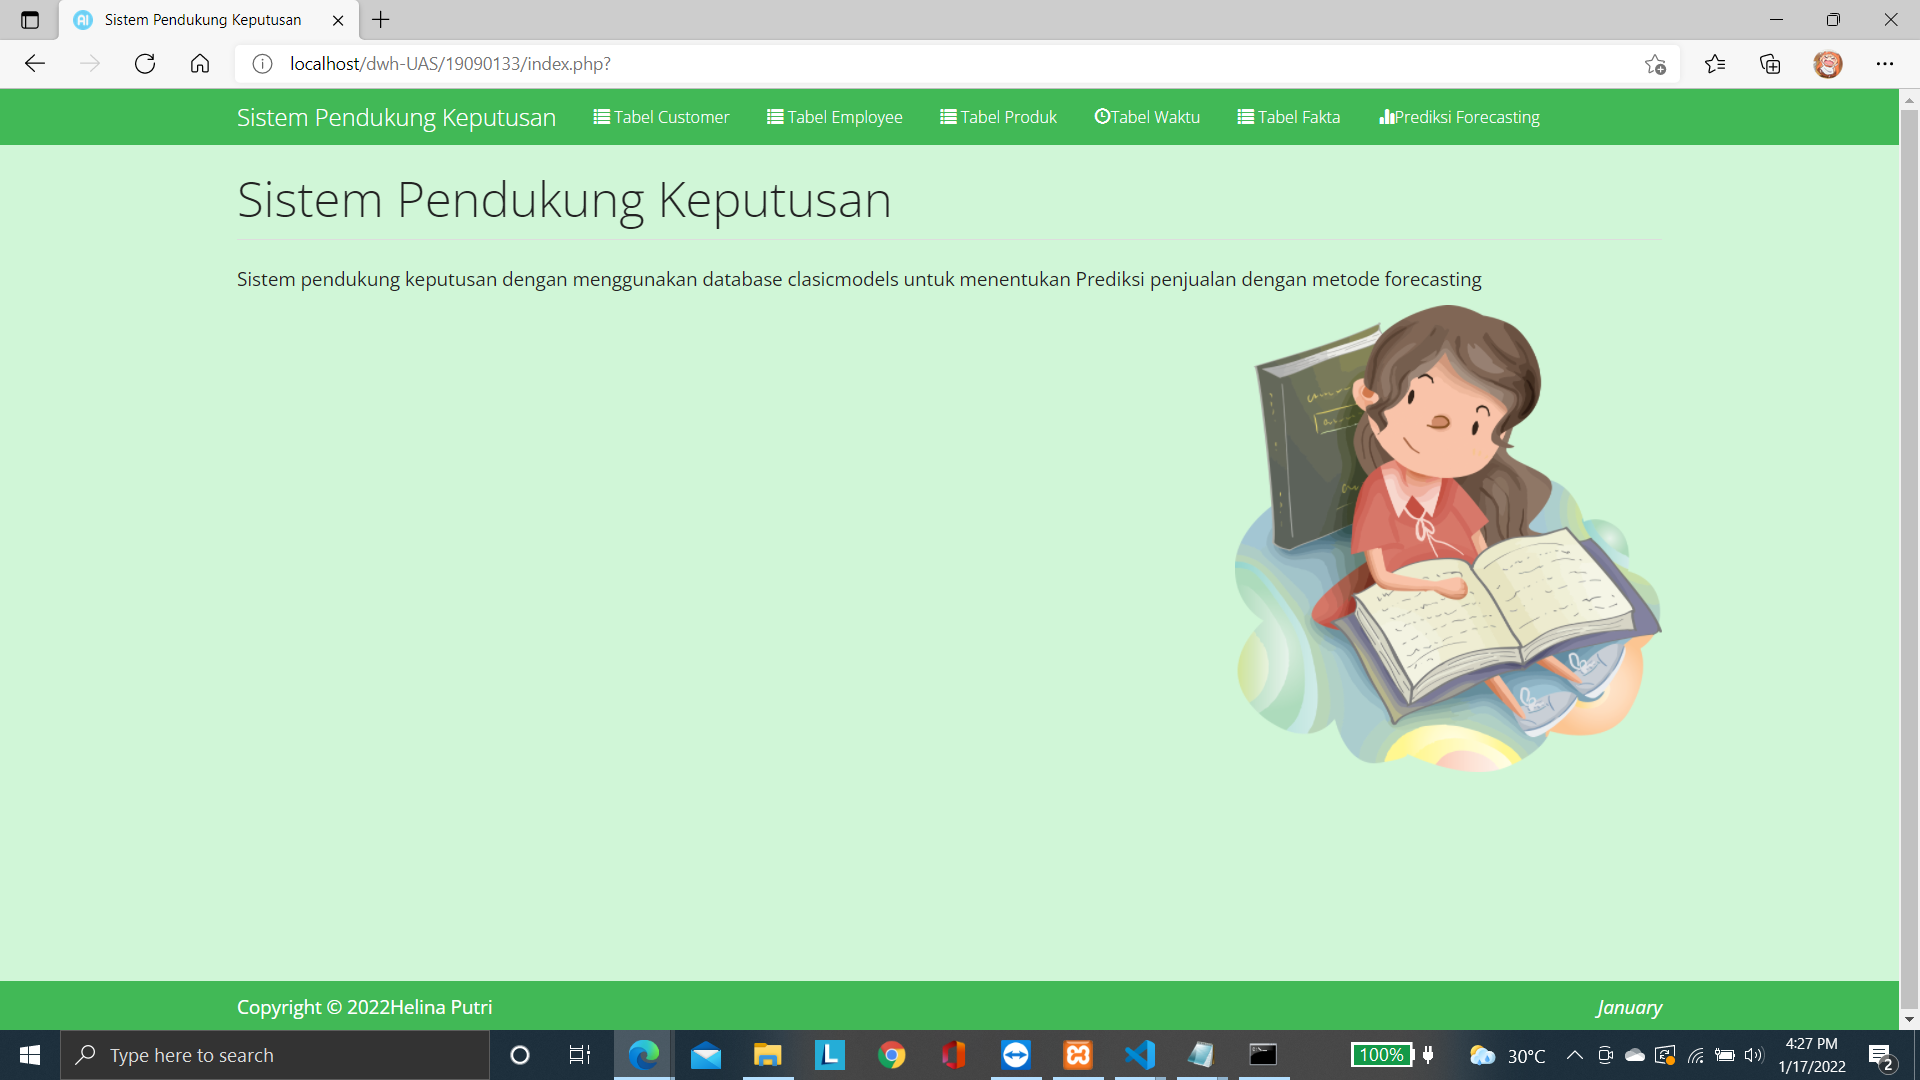 Sistem Pendukung Keputusan
localhost/dwh-UAS/19090133/index.php?
Sistem Pendukung Keputusan Tabel Customer Tabel Employee Tabel Produk Tabel Waktu Tabel Fakta Prediksi Forecasting
Sistem Pendukung Keputusan
Sistem pendukung keputusan dengan menggunakan database clasicmodels untuk menentukan Prediksi penjualan dengan metode forecasting
Copyright © 2022Helina Putri January
Type here to search
100%
30°C
4:27 PM
1/17/2022
2